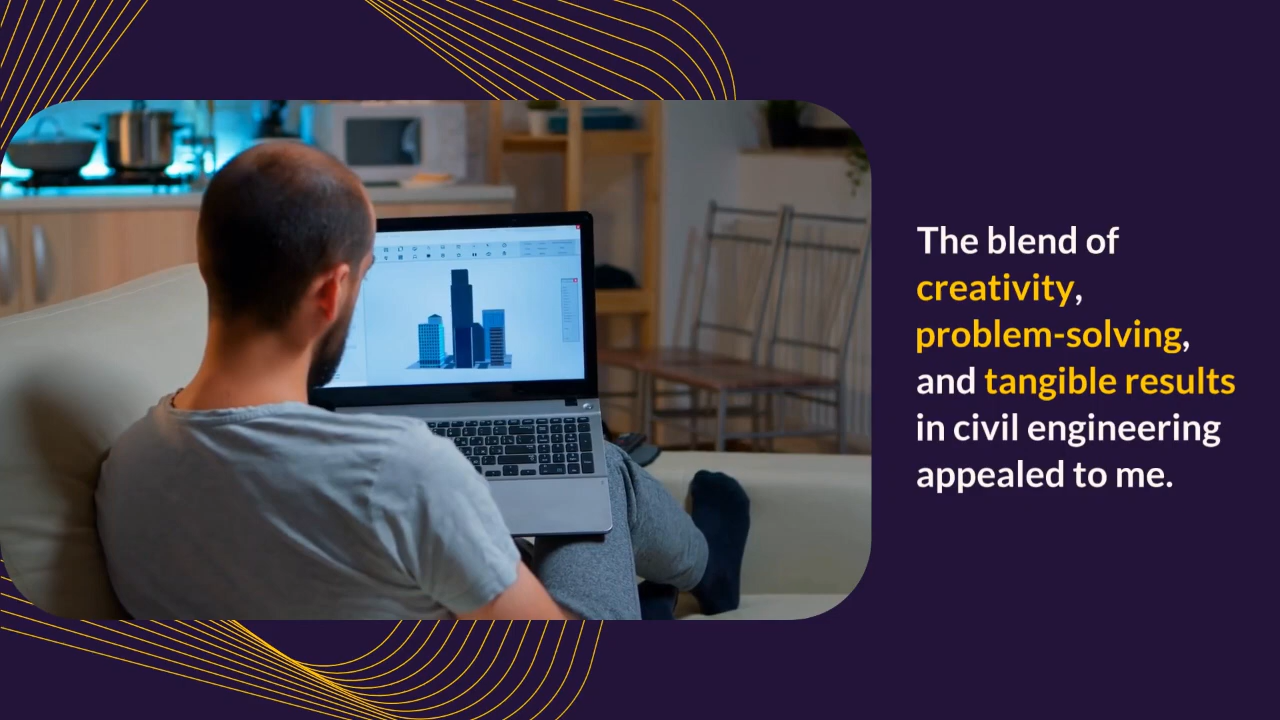 The blend of
creativity,
problem-solving,
and tangible results
in civil engineering
appealed to me.